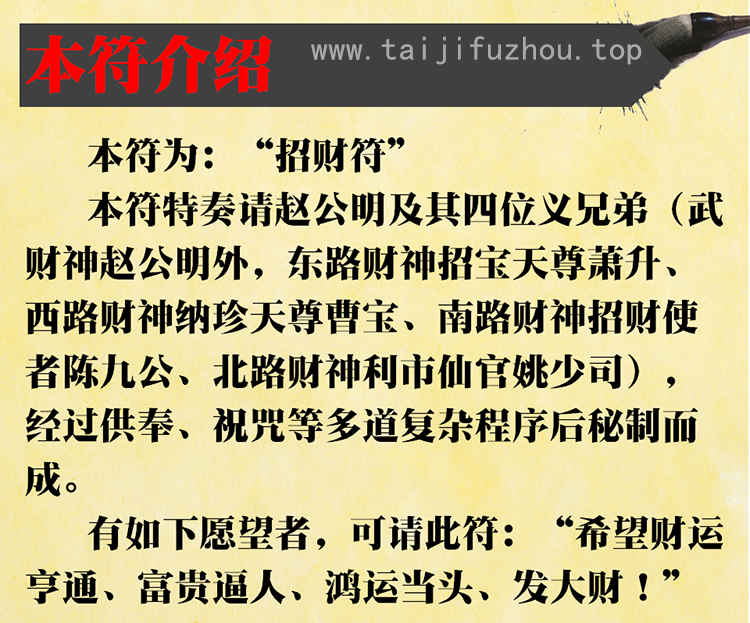 本符介绍 www.taijifuzhou.top
本符为：“招财符”
本符特奏请赵公明及其四位义兄弟（武
财神赵公明外，东路财神招宝天尊萧升、
西路财神纳珍天尊曹宝、南路财神招财使
者陈九公、北路财神利市仙官姚少司），
经过供奉、祝咒等多道复杂程序后秘制而
成。
有如下愿望者，可请此符：“希望财运
亨通、富贵逼人、鸿运当头、发大财！”